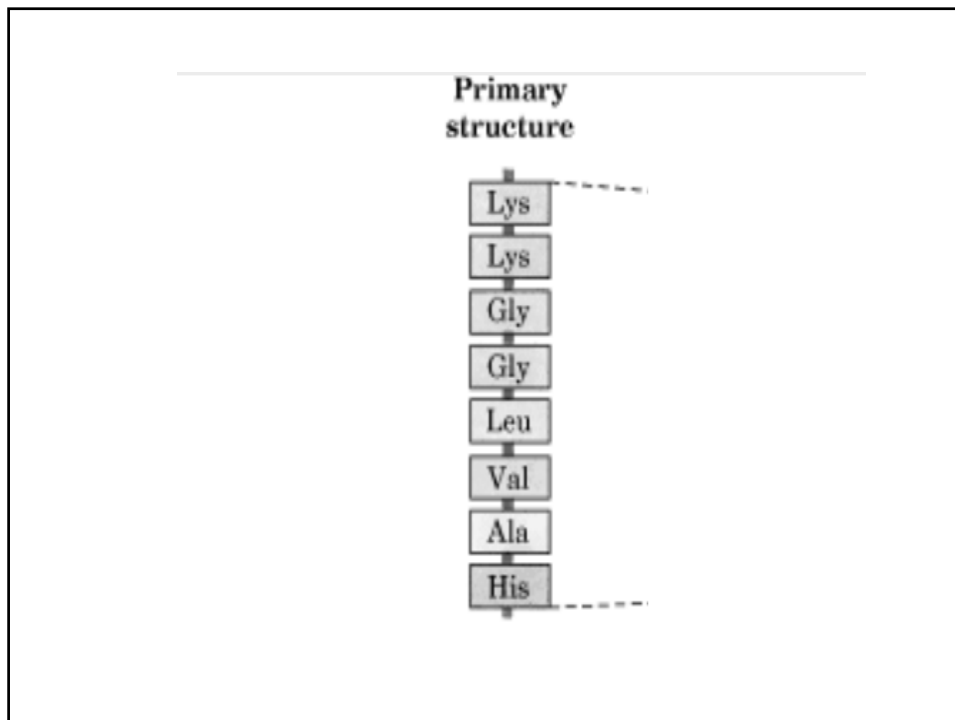 Primary
structure
Lys
Lys
Gly
Gly
Leu
Val
Ala
His